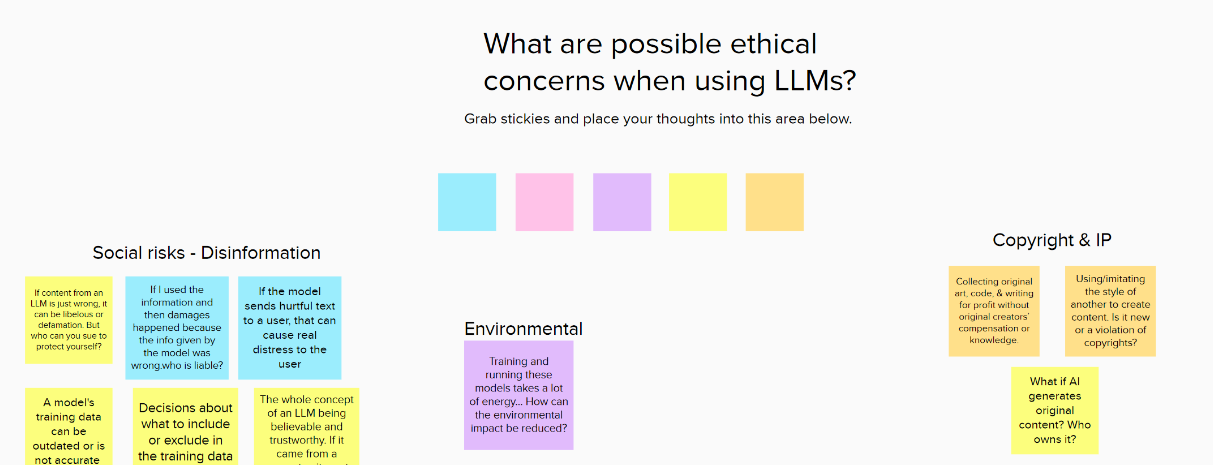 What are possible ethical
concerns when using LLMs?
Grab stickies and place your thoughts into this area below.
Social risks - Disinformation
If content from an
LLM is just wrong, it
can be libelous or
defamation. But
who can you sue to
protect yourself?
If I used the
information and
then damages
happened because
the info given by
the model was
wrong,who is liable?
If the model
sends hurtful text
to a user, that can
cause real
distress to the
user
A model's
training data
can be
outdated or is
not accurate
Decisions about
what to include
or exclude in
the training data
The whole concept
of an LLM being
believable and
trustworthy. If it
came from a
Environmental
Training and
running these
models takes a lot
of energy... How can
the environmental
impact be reduced?
Copyright & IP
Collecting original
art, code, & writing
for profit without
original creators'
compensation or
knowledge.
Using/imitating
the style of
another to create
content. Is it new
or a violation of
copyrights?
What if AI
generates
original
content? Who
owns it?